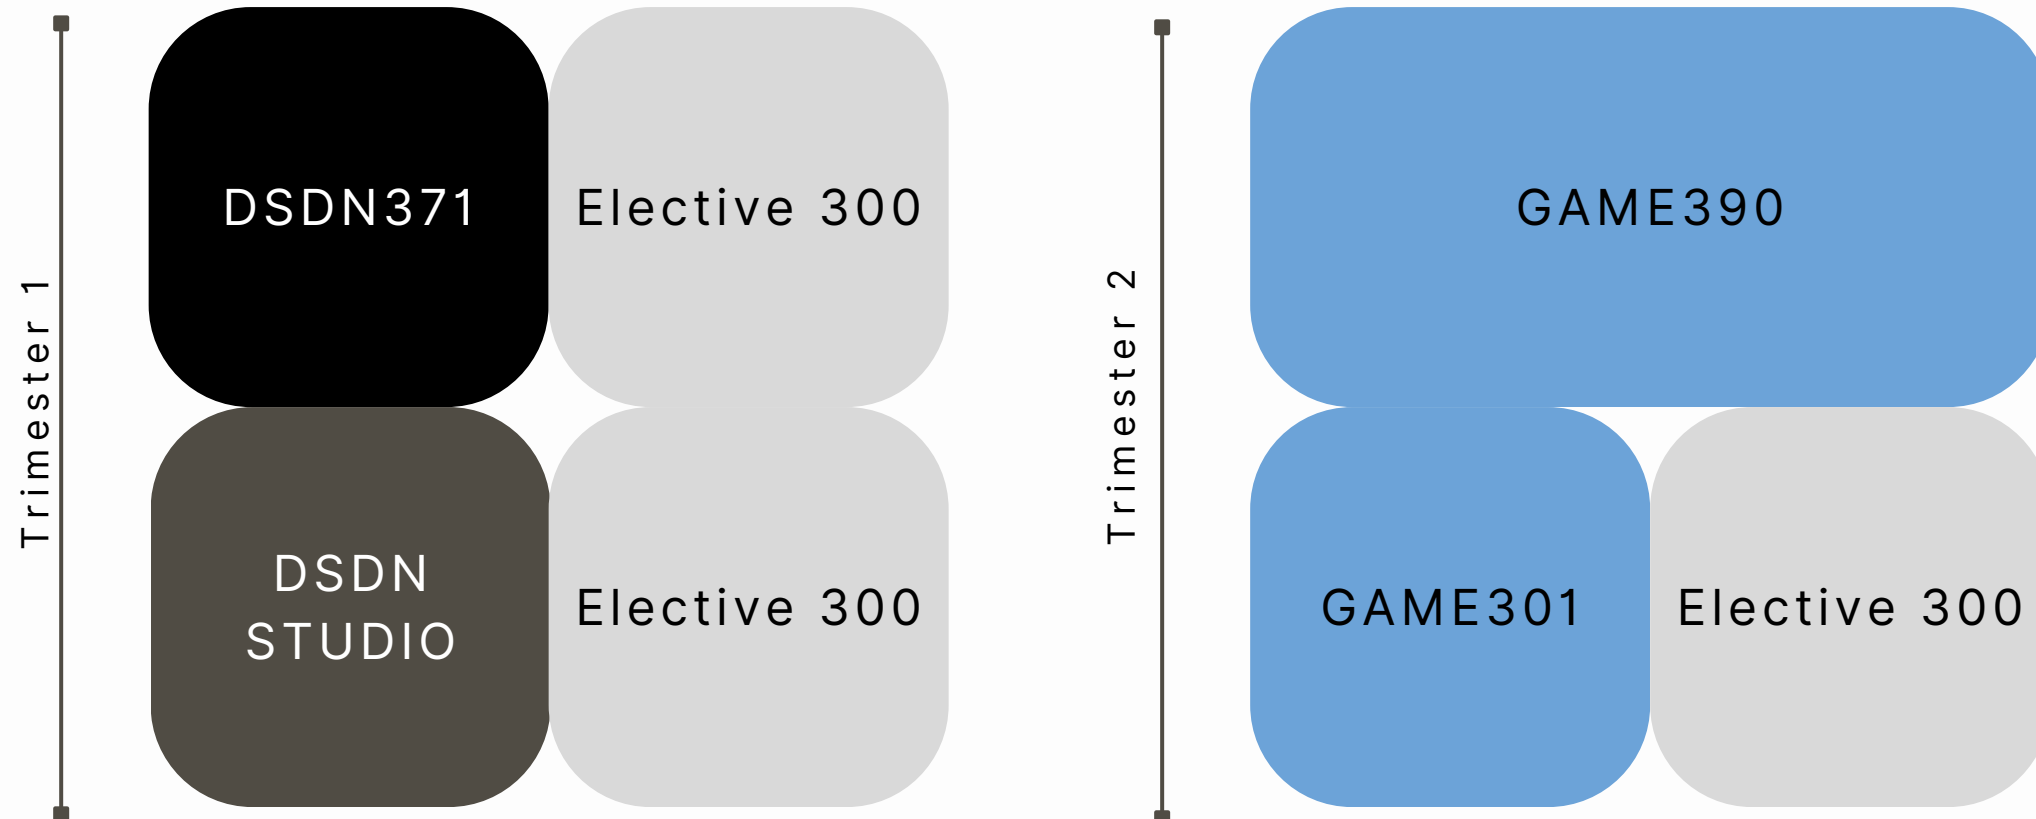 Trimester 1
DSDN371
Elective 300
DSDN
STUDIO
Elective 300
Trimester 2
GAME390
GAME301
Elective 300